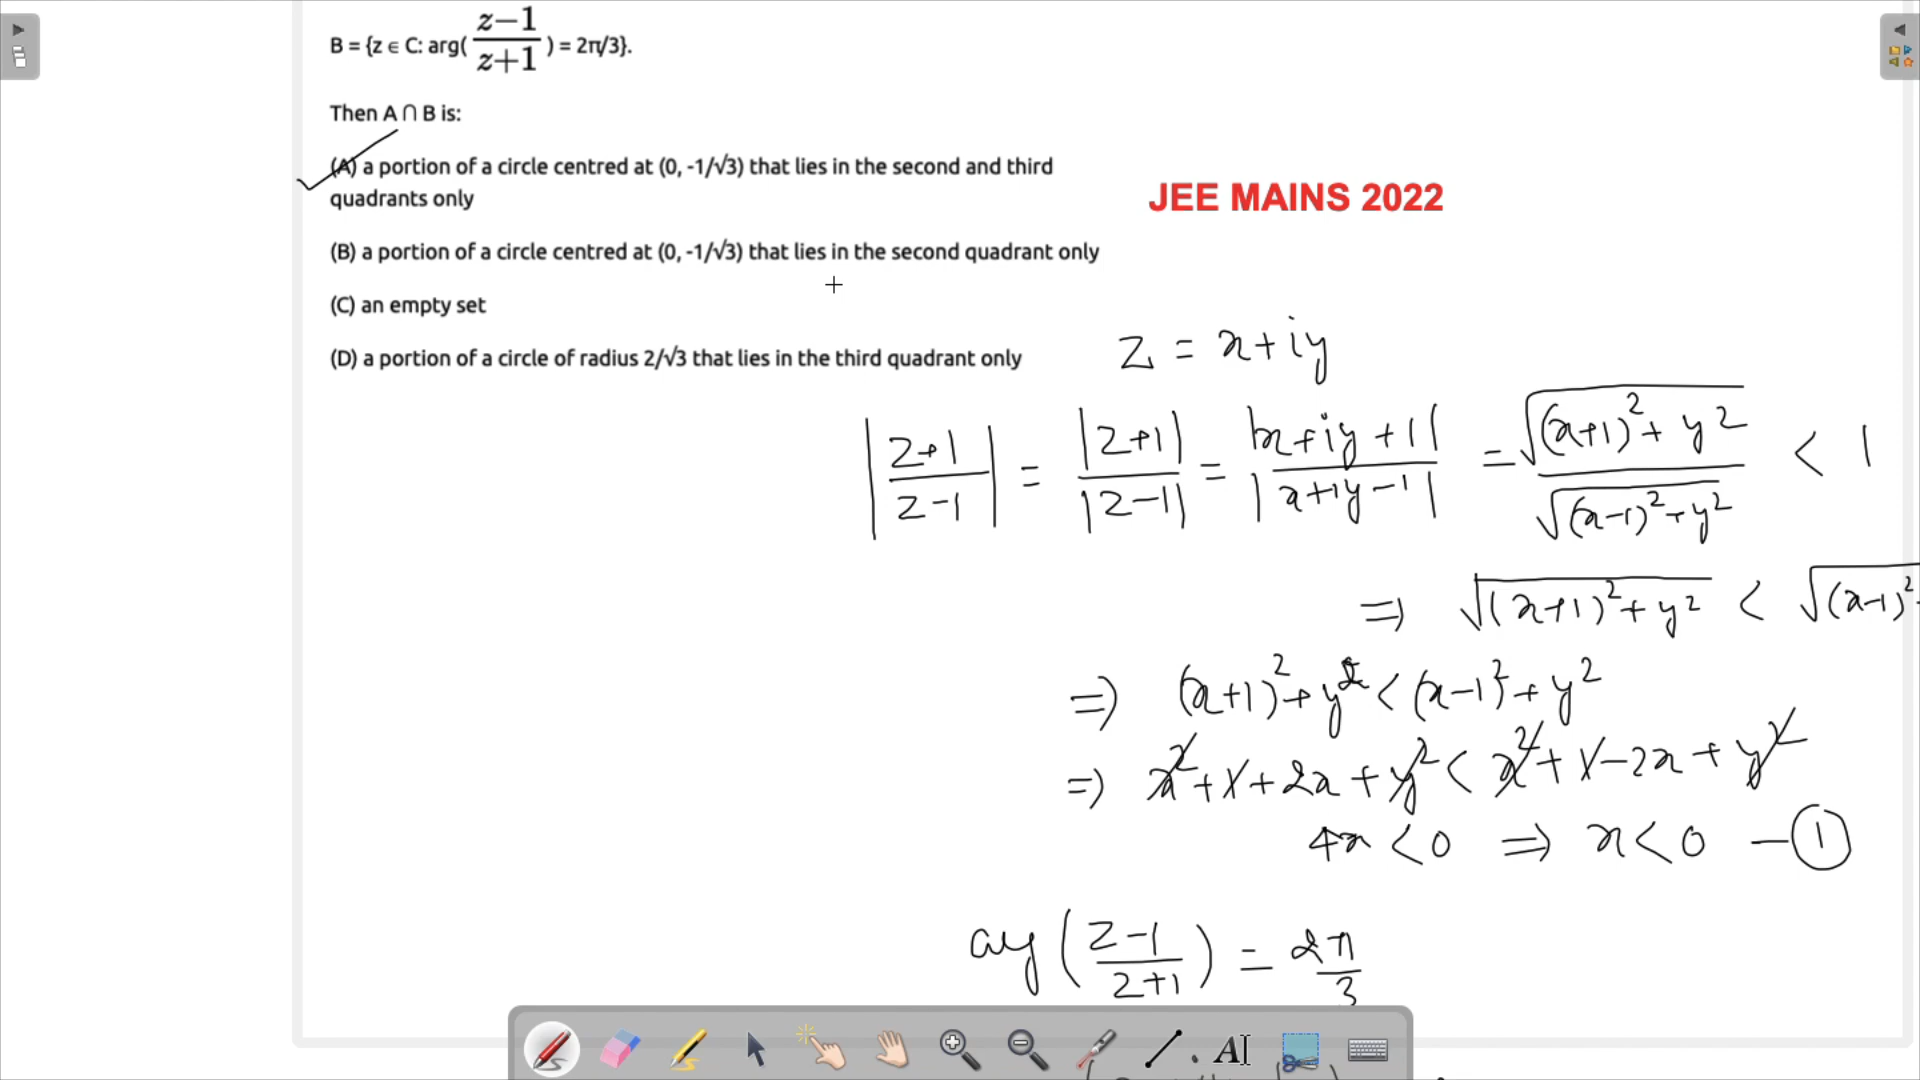 B = {z ∈ C: arg( z−1 / z+1 ) = 2π/3}.
Then A ∩ B is:
(A) a portion of a circle centred at (0, -1/√3) that lies in the second and third
quadrants only
JEE MAINS 2022
(B) a portion of a circle centred at (0, -1/√3) that lies in the second quadrant only
(C) an empty set
(D) a portion of a circle of radius 2/√3 that lies in the third quadrant only
z = x+iy
|z+1 / z-1| = |z+1| / |z-1| = |x+iy+1| / |x+iy-1| = √(x+1)²+y² / √(x-1)²+y² < 1
⇒ √(x+1)²+y² < √(x-1)²
⇒ (x+1)²+y² < (x-1)²+y²
⇒ x²+1+2x+y² < x²+1-2x+y²
4x<0 ⇒ x<0 –①
arg(z-1 / z+1) = 2π/3
AI